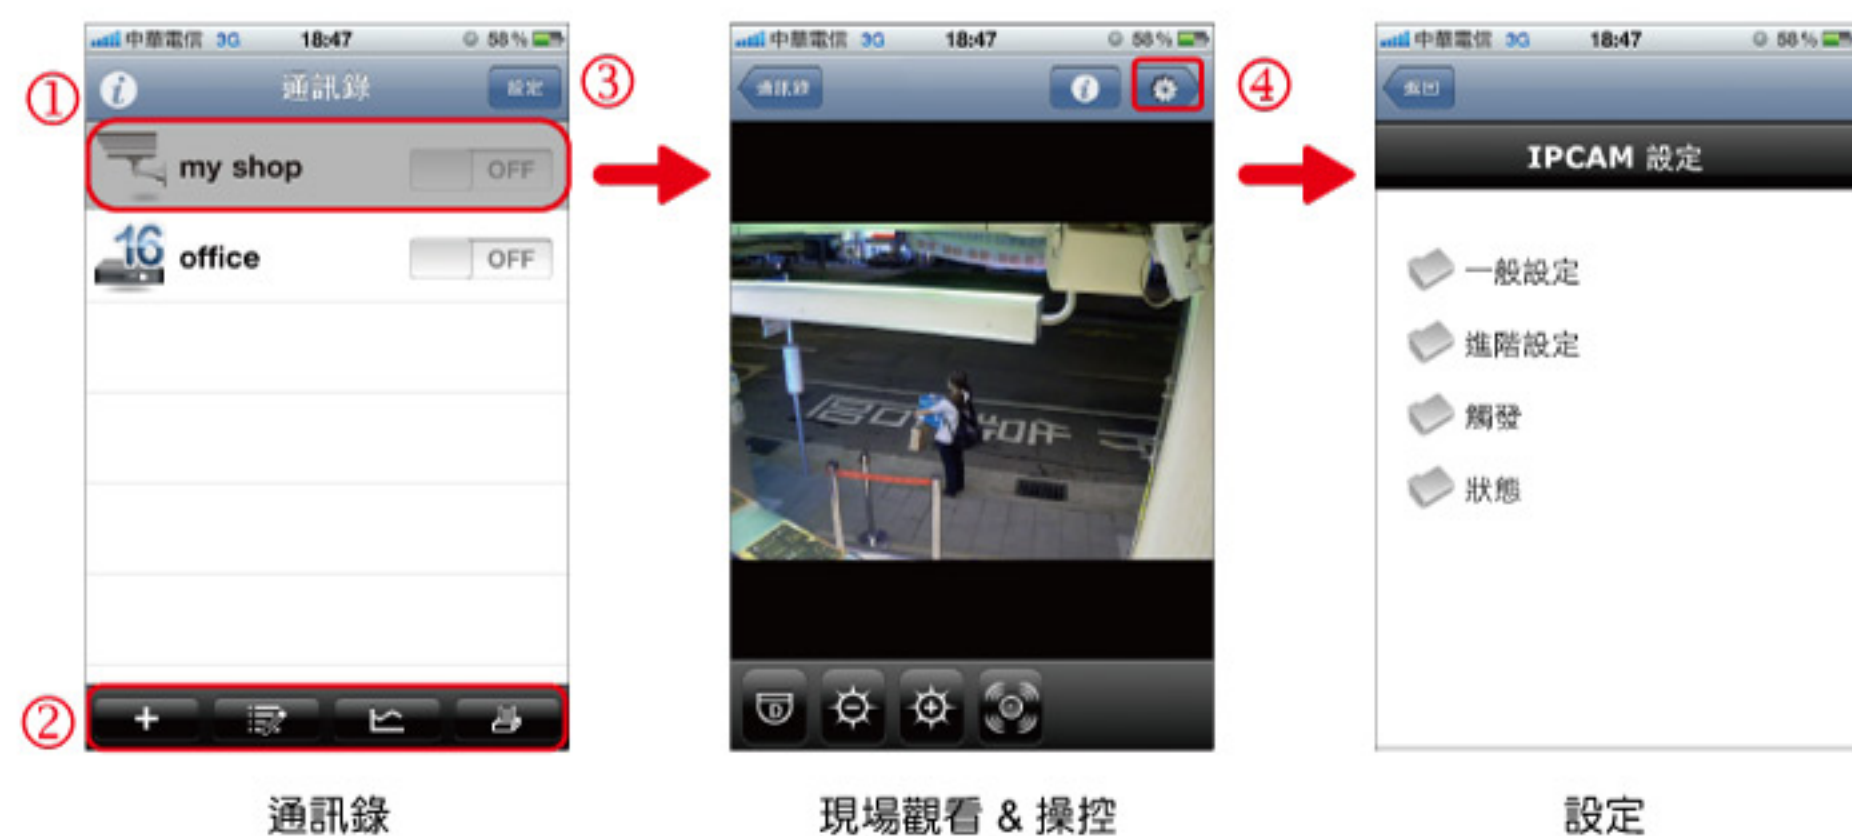 中華電信 3G 18:47 58%
① 通訊錄 設定 ③
my shop OFF
16 office OFF
②
通訊錄
中華電信 3G 18:47 58%
通訊錄 ④
D
現場觀看 & 操控
中華電信 3G 18:47 58%
返回
IPCAM 設定
一般設定
進階設定
觸發
狀態
設定